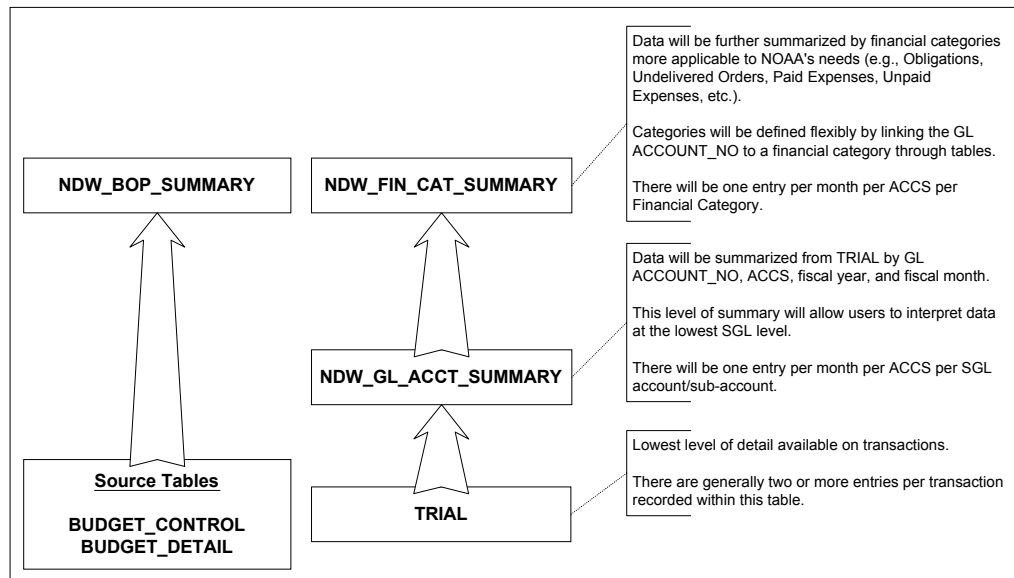 Data will be further summarized by financial categories
more applicable to NOAA's needs (e.g., Obligations,
Undelivered Orders, Paid Expenses, Unpaid
Expenses, etc.).
Categories will be defined flexibly by linking the GL
ACCOUNT_NO to a financial category through tables.
There will be one entry per month per ACCS per
Financial Category.
NDW_BOP_SUMMARY
NDW_FIN_CAT_SUMMARY
Data will be summarized from TRIAL by GL
ACCOUNT_NO, ACCS, fiscal year, and fiscal month.
This level of summary will allow users to interpret data
at the lowest SGL level.
There will be one entry per month per ACCS per SGL
account/sub-account.
NDW_GL_ACCT_SUMMARY
Lowest level of detail available on transactions.
There are generally two or more entries per transaction
recorded within this table.
Source Tables
BUDGET_CONTROL
BUDGET_DETAIL
TRIAL